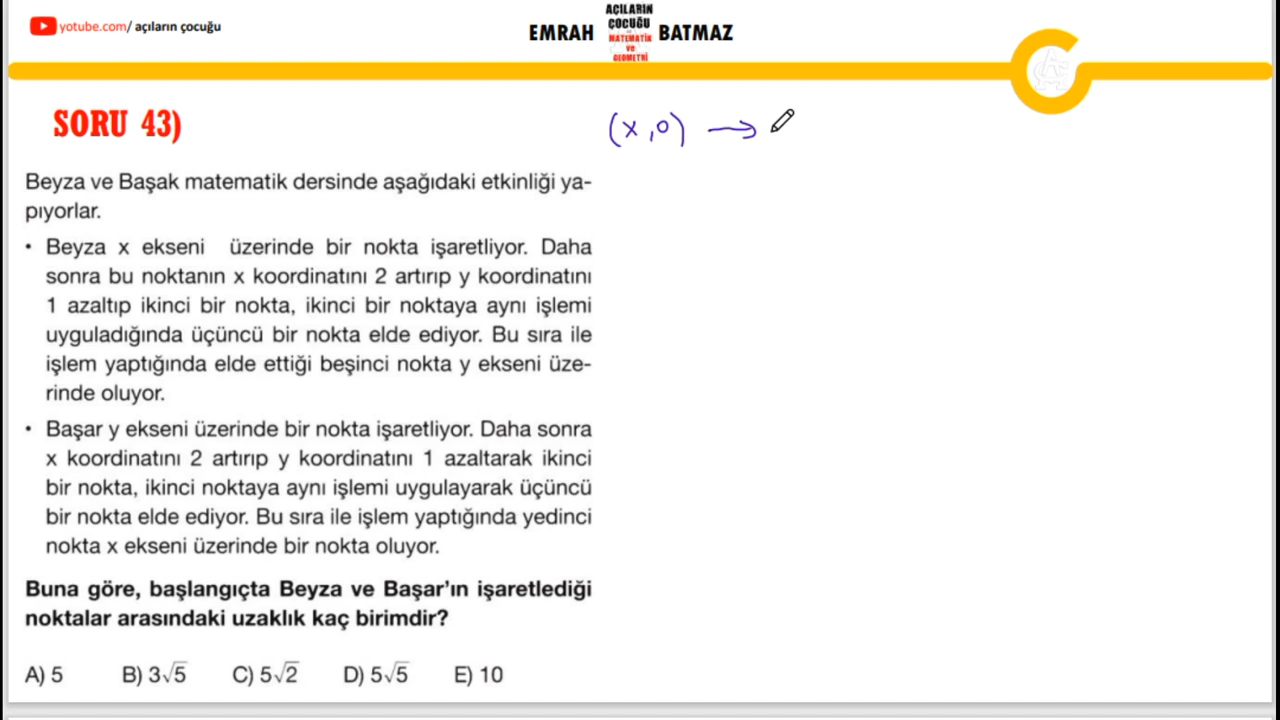 yotube.com/ açıların çocuğu
EMRAH
AÇILARIN
ÇOCUĞU
MATEMATİK
ve
GEOMETRİ
BATMAZ
SORU 43)
(x,0) →
Beyza ve Başak matematik dersinde aşağıdaki etkinliği ya-
pıyorlar.
• Beyza x ekseni üzerinde bir nokta işaretliyor. Daha
sonra bu noktanın x koordinatını 2 artırıp y koordinatını
1 azaltıp ikinci bir nokta, ikinci bir noktaya aynı işlemi
uyguladığında üçüncü bir nokta elde ediyor. Bu sıra ile
işlem yaptığında elde ettiği beşinci nokta y ekseni üze-
rinde oluyor.
• Başar y ekseni üzerinde bir nokta işaretliyor. Daha sonra
x koordinatını 2 artırıp y koordinatını 1 azaltarak ikinci
bir nokta, ikinci noktaya aynı işlemi uygulayarak üçüncü
bir nokta elde ediyor. Bu sıra ile işlem yaptığında yedinci
nokta x ekseni üzerinde bir nokta oluyor.
Buna göre, başlangıçta Beyza ve Başar'ın işaretlediği
noktalar arasındaki uzaklık kaç birimdir?
A) 5 B) 3√5 C) 5√2 D) 5√5 E) 10